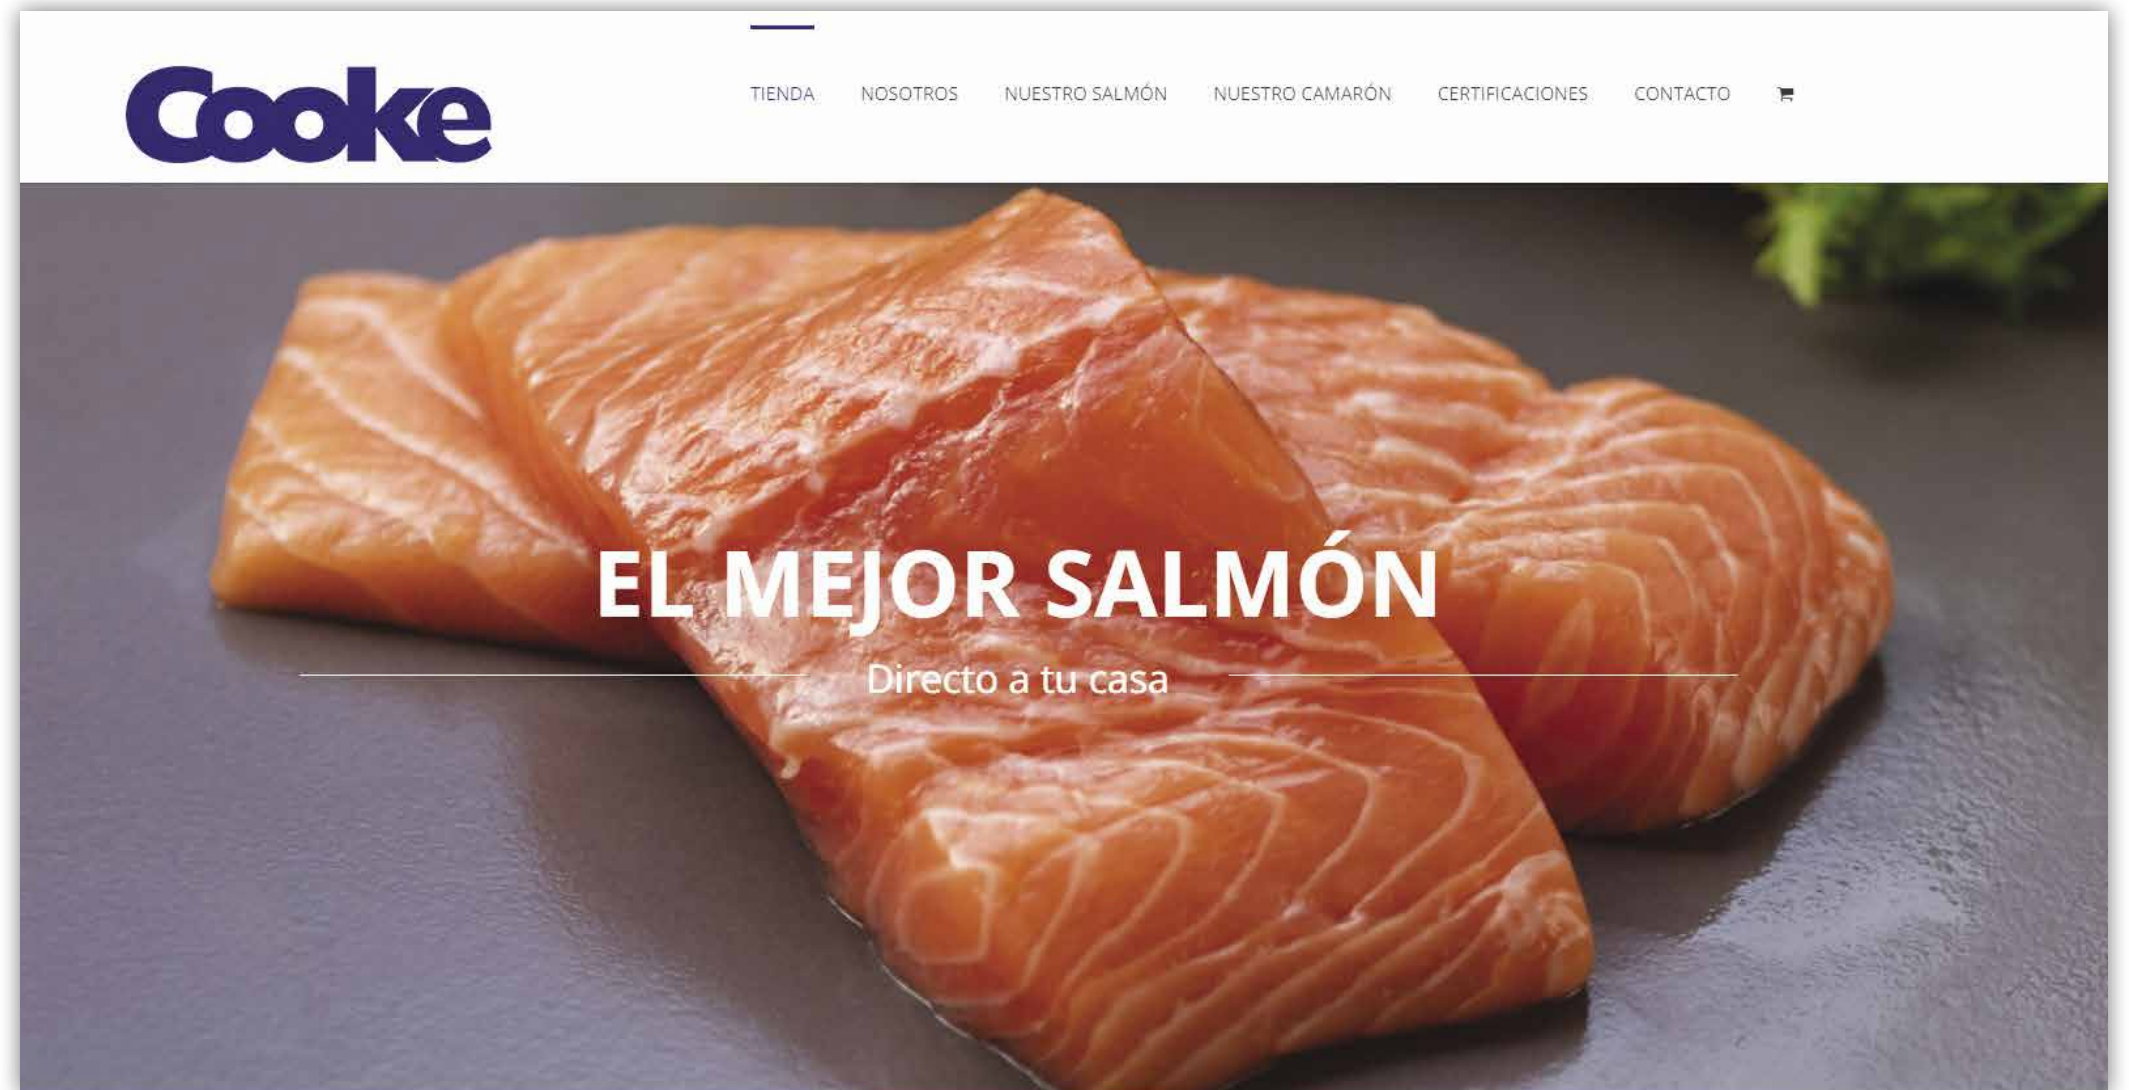 Cooke
TIENDA NOSOTROS NUESTRO SALMÓN NUESTRO CAMARÓN CERTIFICACIONES CONTACTO
EL MEJOR SALMÓN
Directo a tu casa